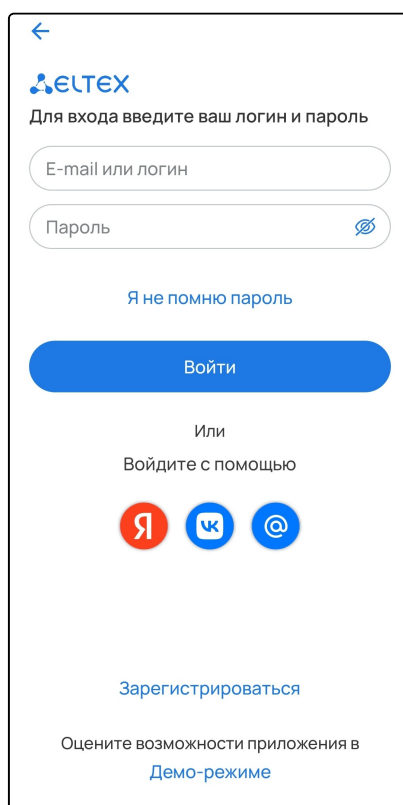 ELTEX
Для входа введите ваш логин и пароль
E-mail или логин
Пароль
Я не помню пароль
Войти
Или
Войдите с помощью
Я
@
Зарегистрироваться
Оцените возможности приложения в
Демо-режиме